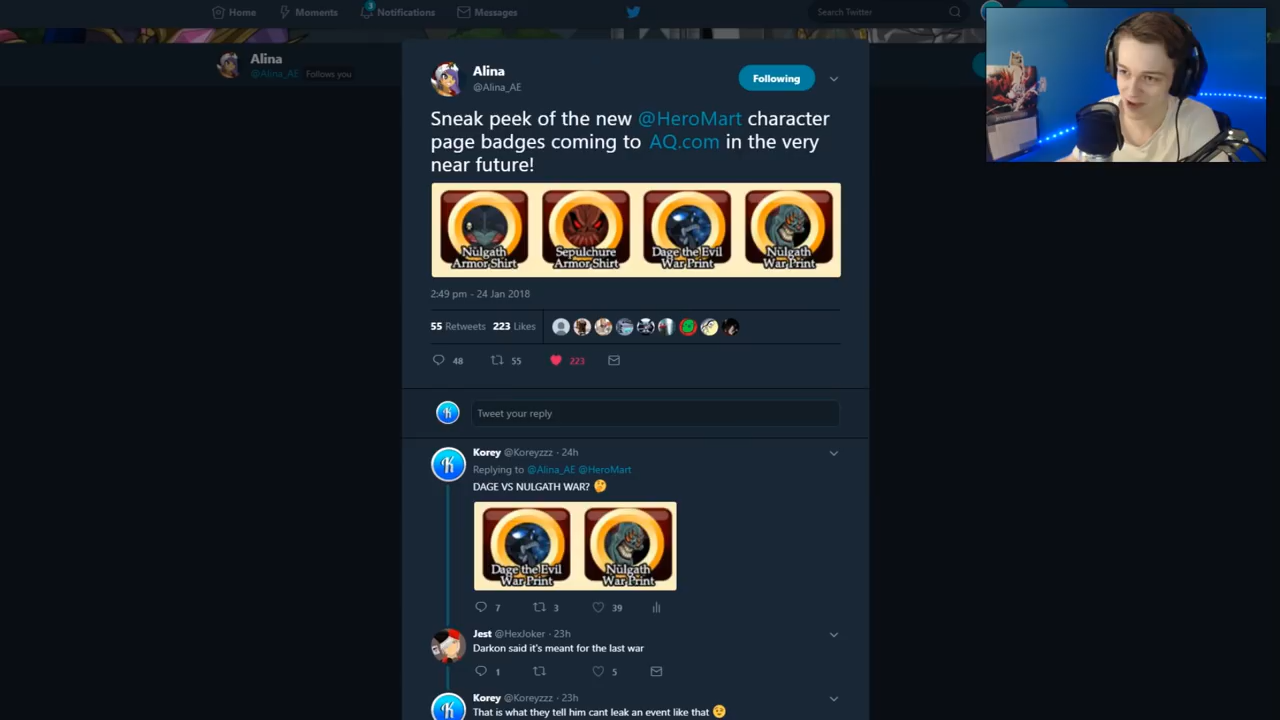 Home
Moments
3
Notifications
Messages
Search Twitter
Alina
@Alina_AE Follows you
Alina
@Alina_AE
Following
Sneak peek of the new @HeroMart character
page badges coming to AQ.com in the very
near future!
Nulgath
Armor Shirt
Sepulchure
Armor Shirt
Dage the Evil
War Print
Nulgath
War Print
2:49 pm - 24 Jan 2018
55 Retweets 223 Likes
48 55 223
Tweet your reply
Korey @Koreyzzz · 24h
Replying to @Alina_AE @HeroMart
DAGE VS NULGATH WAR? 🤔
Dage the Evil
War Print
Nulgath
War Print
7 3 39
Jest @HexJoker · 23h
Darkon said it's meant for the last war
1 5
Korey @Koreyzzz · 23h
That is what they tell him cant leak an event like that 🤨